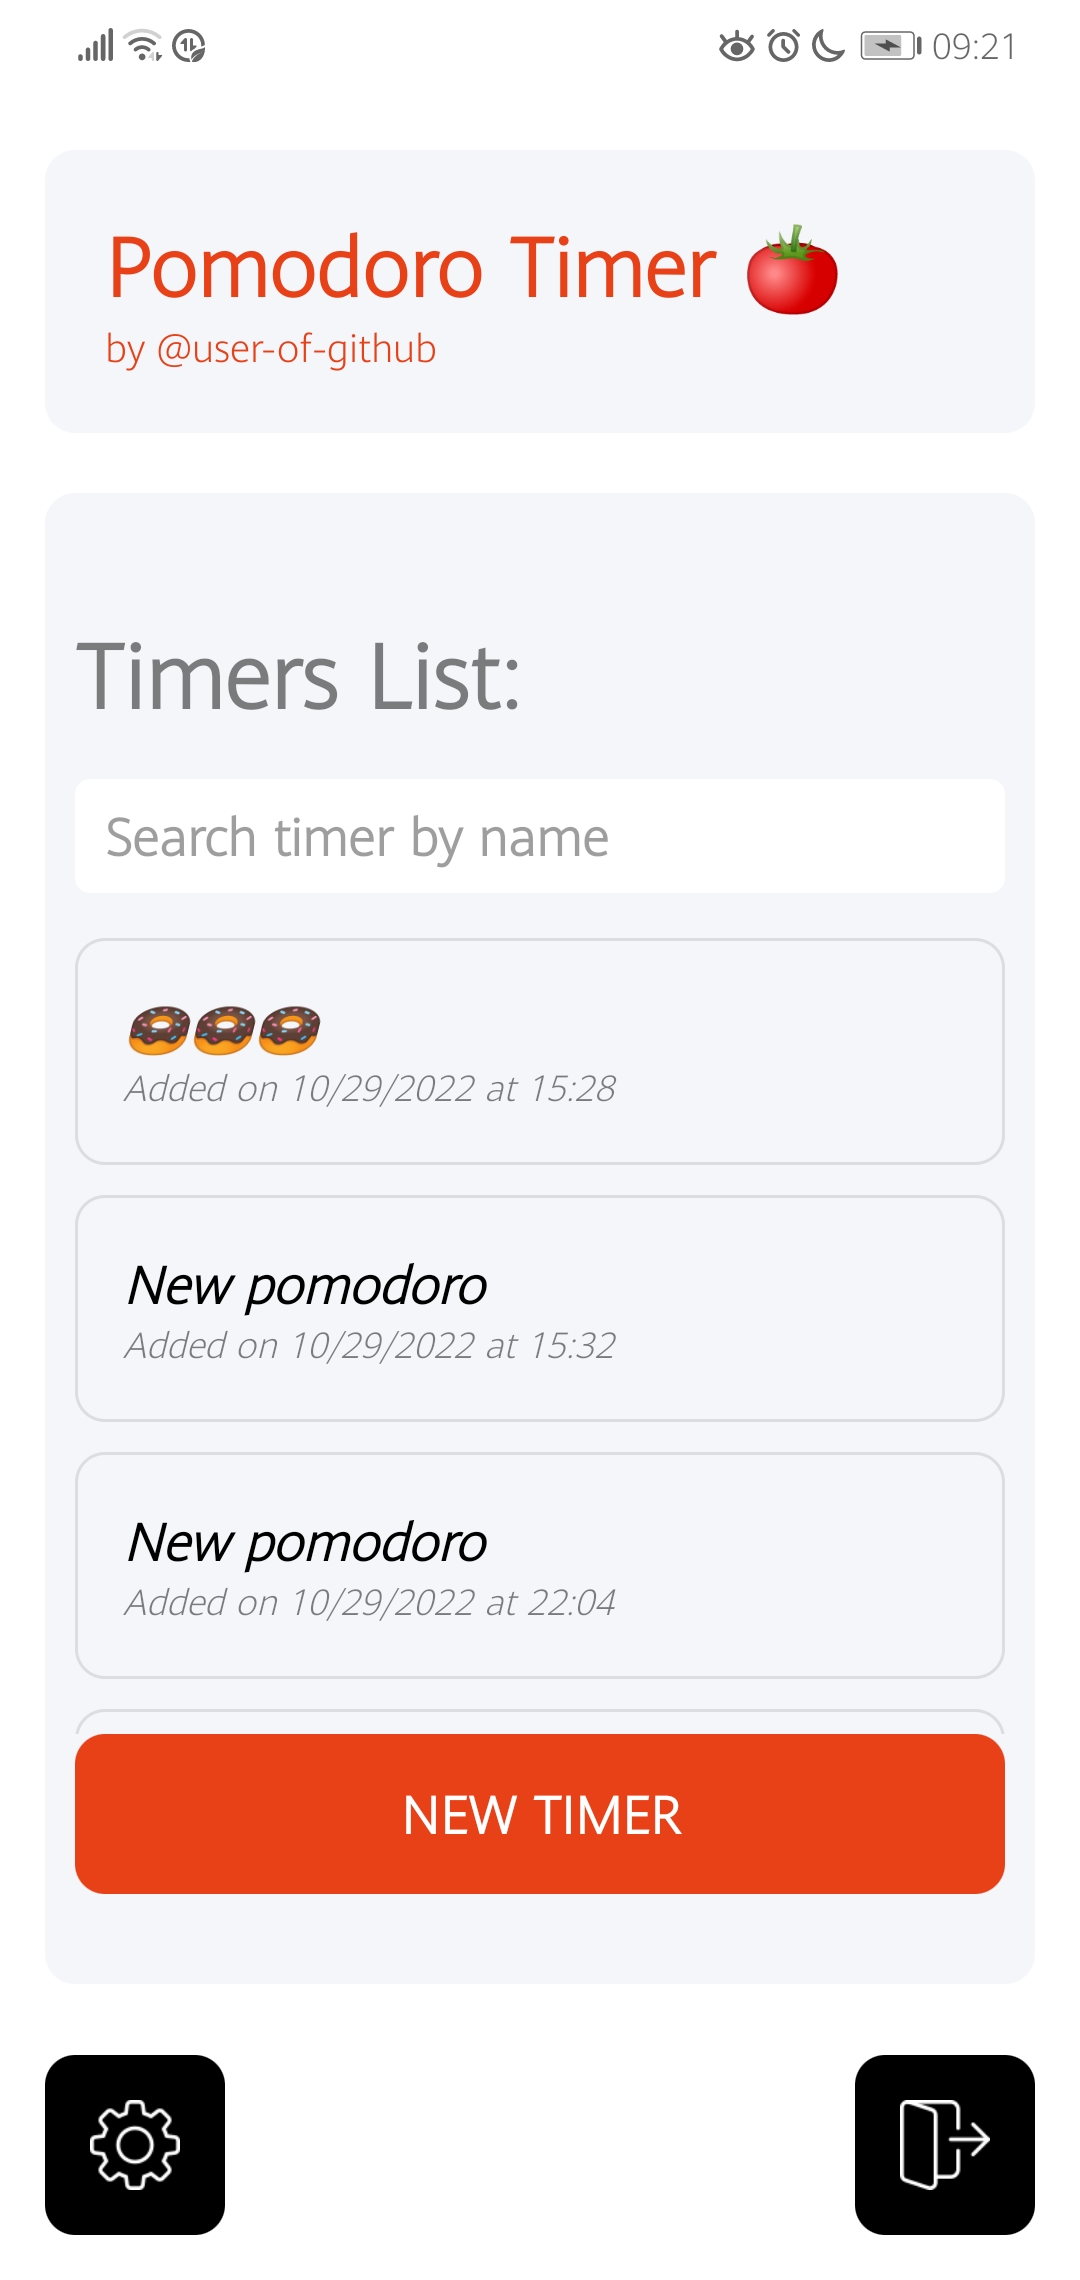 09:21
Pomodoro Timer 🍅
by @user-of-github
Timers List:
Search timer by name
🍩🍩🍩
Added on 10/29/2022 at 15:28
New pomodoro
Added on 10/29/2022 at 15:32
New pomodoro
Added on 10/29/2022 at 22:04
NEW TIMER